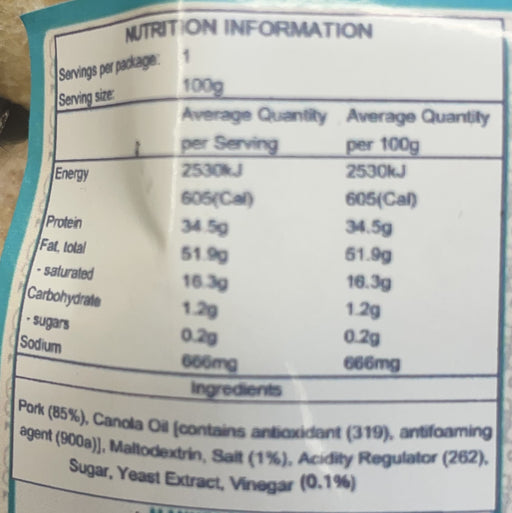 NUTRITION INFORMATION
Servings per package: 1
Serving size: 100g
Average Quantity Average Quantity
per Serving per 100g
Energy 2530kJ 2530kJ
605(Cal) 605(Cal)
Protein 34.5g 34.5g
Fat, total 51.9g 51.9g
- saturated 16.3g 16.3g
Carbohydrate 1.2g 1.2g
- sugars 0.2g 0.2g
Sodium 666mg 666mg
Ingredients
Pork (85%), Canola Oil [contains antioxidant (319), antifoaming
agent (900a)], Maltodextrin, Salt (1%), Acidity Regulator (262),
Sugar, Yeast Extract, Vinegar (0.1%)